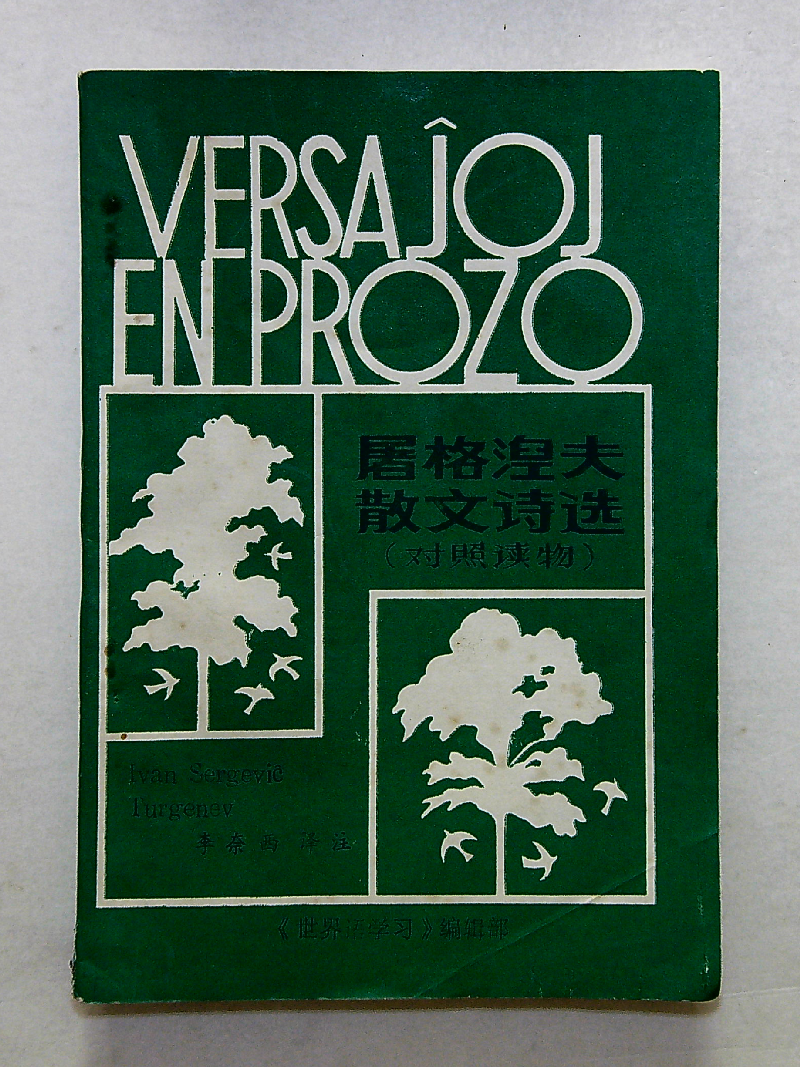 VERSAĴOJ
EN PROZO
屠格涅夫
散文诗选
（对照读物）
Ivan Sergeviĉ
Turgenev
李奈西 泽注
《世界语学习》编辑部